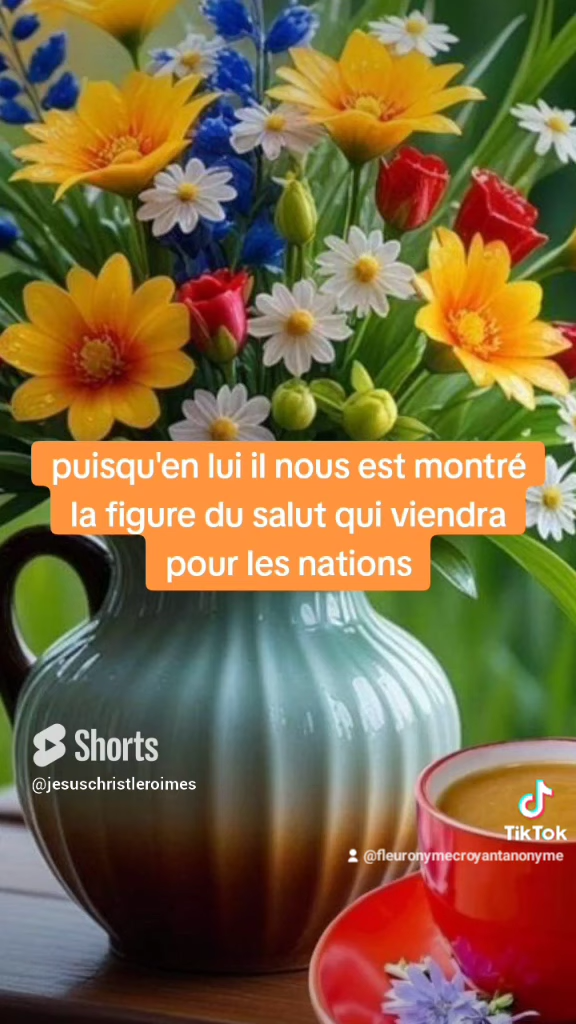 puisqu'en lui il nous est montré
la figure du salut qui viendra
pour les nations
Shorts
@jesuschristleroimes
TikTok
@fleuronymecroyantanonyme